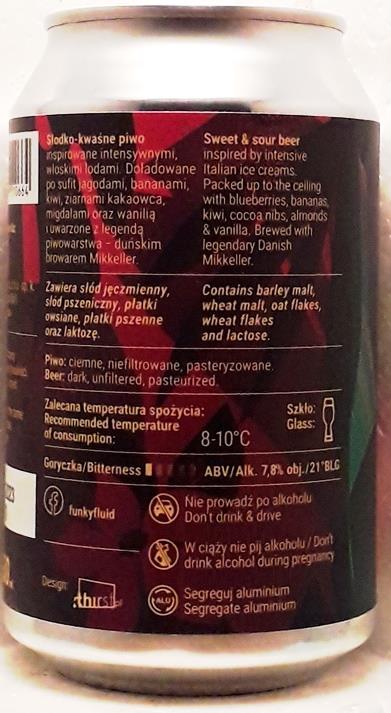 Słodko-kwaśne piwo
inspirowane intensywnymi,
włoskimi lodami. Doładowane
po sufit jagodami, bananami,
kiwi, ziarnami kakaowca,
migdałami oraz wanilią
i uwarzone z legendą
piwowarstwa - duńskim
browarem Mikkeller.
Sweet & sour beer
inspired by intensive
Italian ice creams.
Packed up to the ceiling
with blueberries, bananas,
kiwi, cocoa nibs, almonds
& vanilla. Brewed with
legendary Danish
Mikkeller.
Zawiera słód jęczmienny,
słód pszeniczny, płatki
owsiane, płatki pszenne
oraz laktozę.
Contains barley malt,
wheat malt, oat flakes,
wheat flakes
and lactose.
Piwo: ciemne, niefiltrowane, pasteryzowane.
Beer: dark, unfiltered, pasteurized.
Zalecana temperatura spożycia:
Recommended temperature
of consumption:
8-10°C
Szkło:
Glass:
Goryczka/Bitterness
ABV/Alk. 7,8% obj./21°BLG
funkyfluid
Nie prowadź po alkoholu
Don't drink & drive
W ciąży nie pij alkoholu / Don't
drink alcohol during pregnancy
Design:
thirst
ALU
Segreguj aluminium
Segregate aluminium